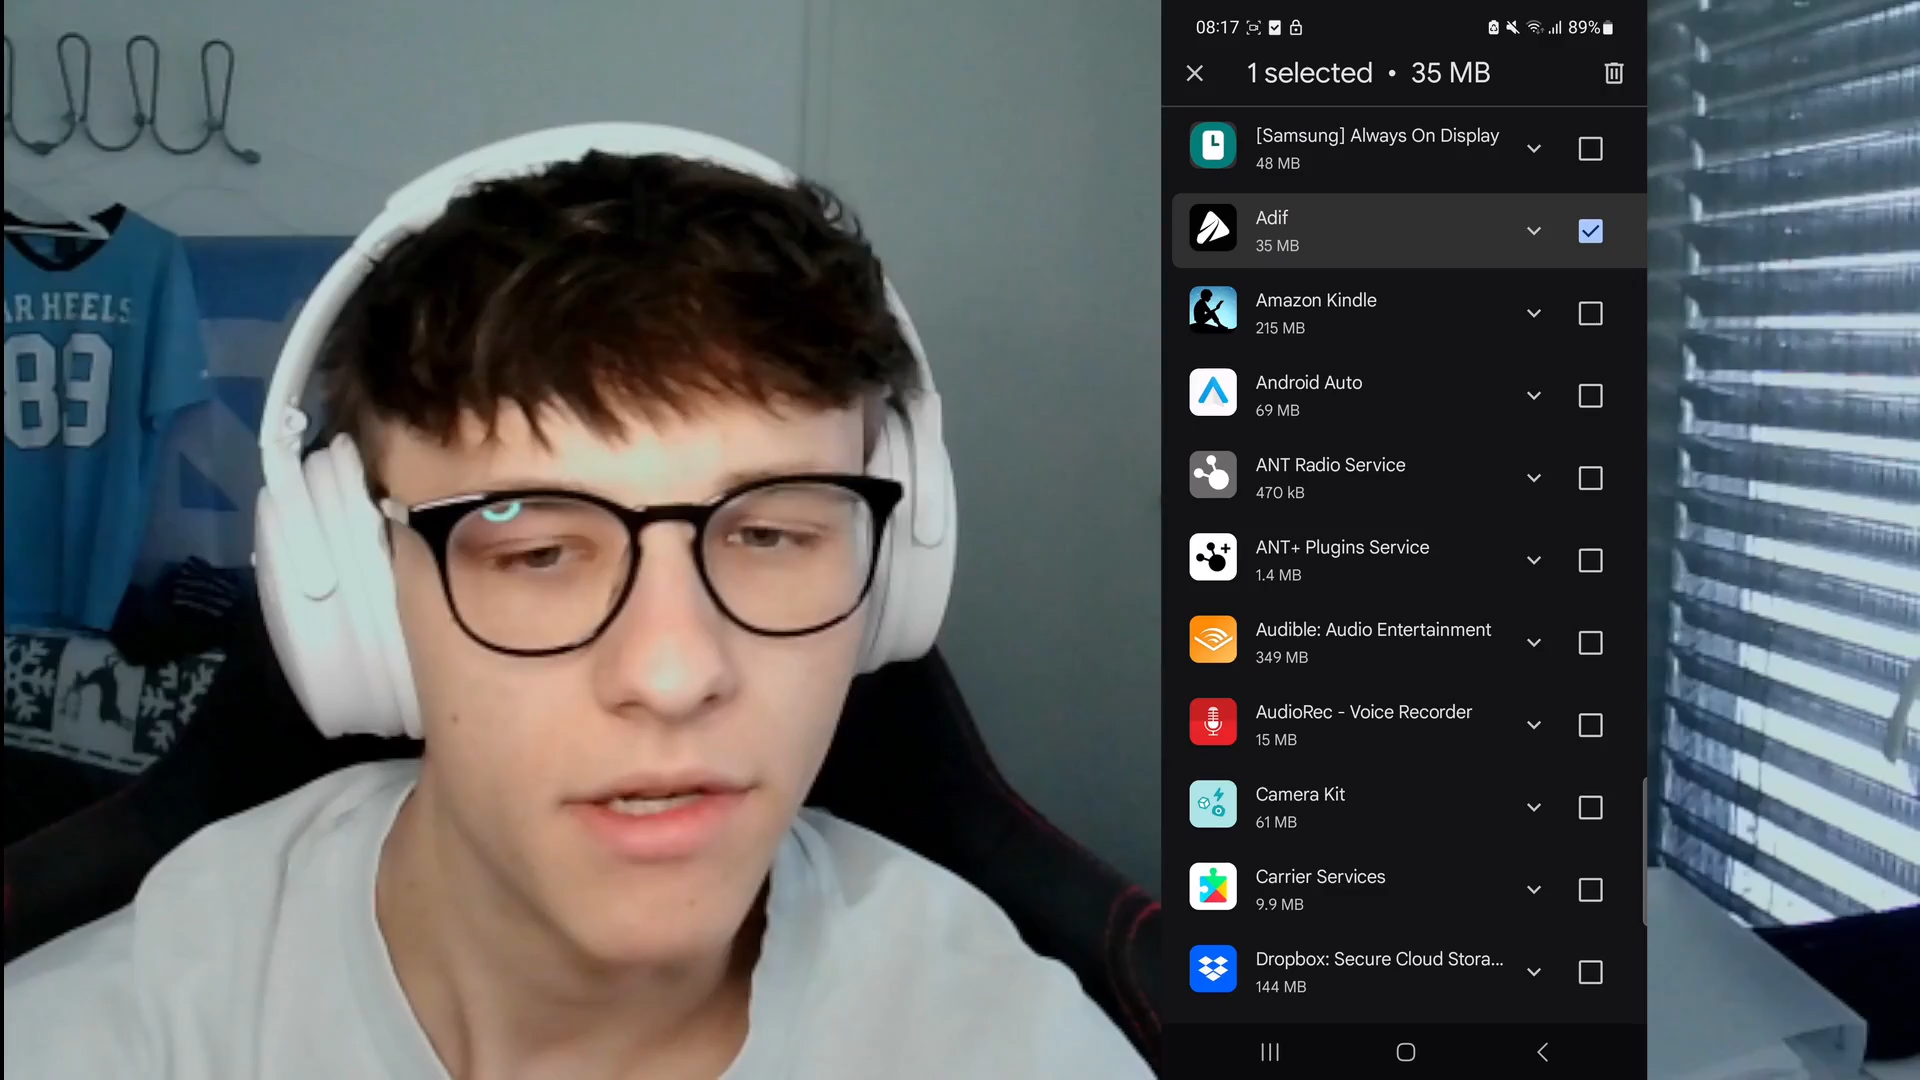 AR HEELS
83
08:17
89%
1 selected • 35 MB
[Samsung] Always On Display
48 MB
Adif
35 MB
Amazon Kindle
215 MB
Android Auto
69 MB
ANT Radio Service
470 kB
ANT+ Plugins Service
1.4 MB
Audible: Audio Entertainment
349 MB
AudioRec - Voice Recorder
15 MB
Camera Kit
61 MB
Carrier Services
9.9 MB
Dropbox: Secure Cloud Stora...
144 MB